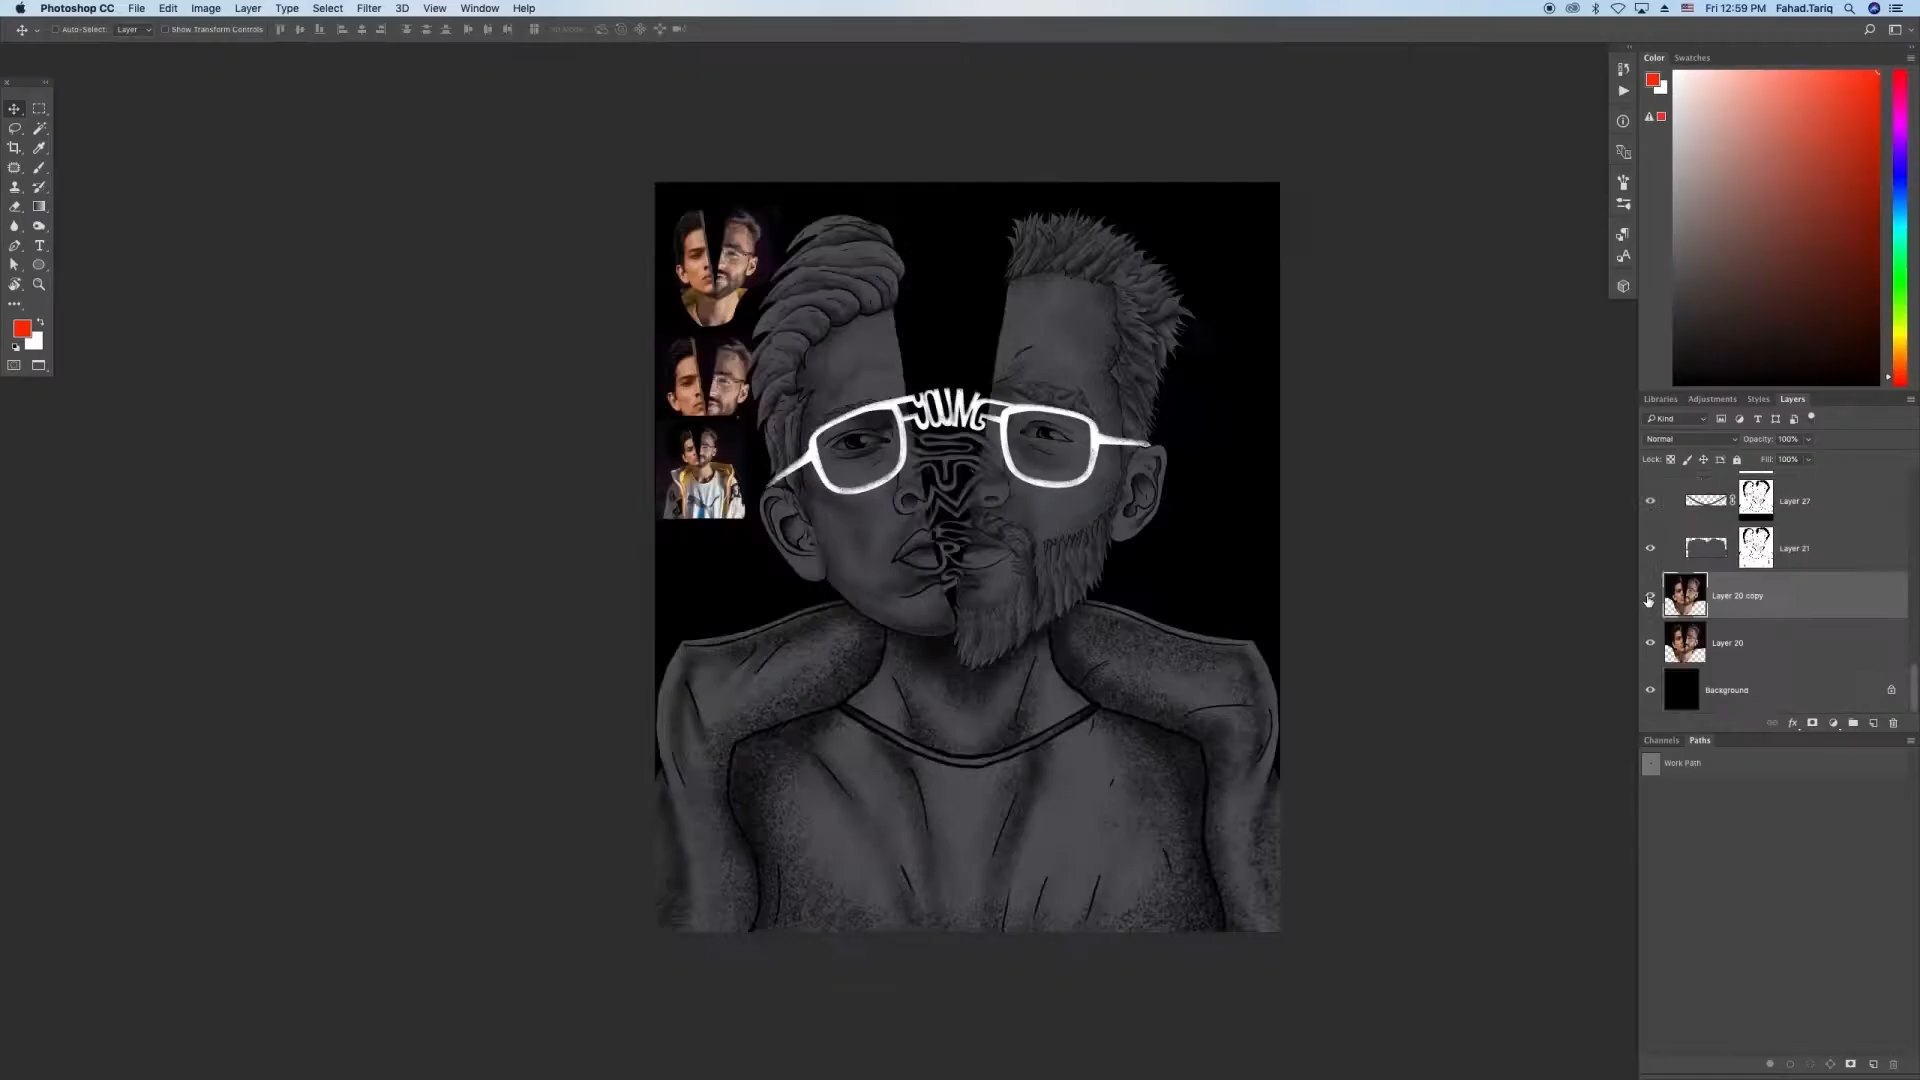 Photoshop CC File Edit Image Layer Type Select Filter 3D View Window Help Fri 12:59 PM Fahad.Tariq
Auto-Select: Layer Show Transform Controls
Color Swatches
YOUNG
STUNNERS
Libraries Adjustments Styles Layers
Kind
Normal Opacity: 100%
Lock: Fill: 100%
Layer 27
Layer 21
Layer 20 copy
Layer 20
Background
fx
Channels Paths
Work Path